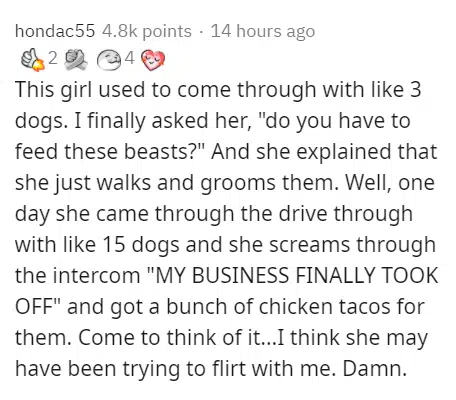 hondac55 4.8k points · 14 hours ago
2 4
This girl used to come through with like 3
dogs. I finally asked her, "do you have to
feed these beasts?" And she explained that
she just walks and grooms them. Well, one
day she came through the drive through
with like 15 dogs and she screams through
the intercom "MY BUSINESS FINALLY TOOK
OFF" and got a bunch of chicken tacos for
them. Come to think of it...I think she may
have been trying to flirt with me. Damn.